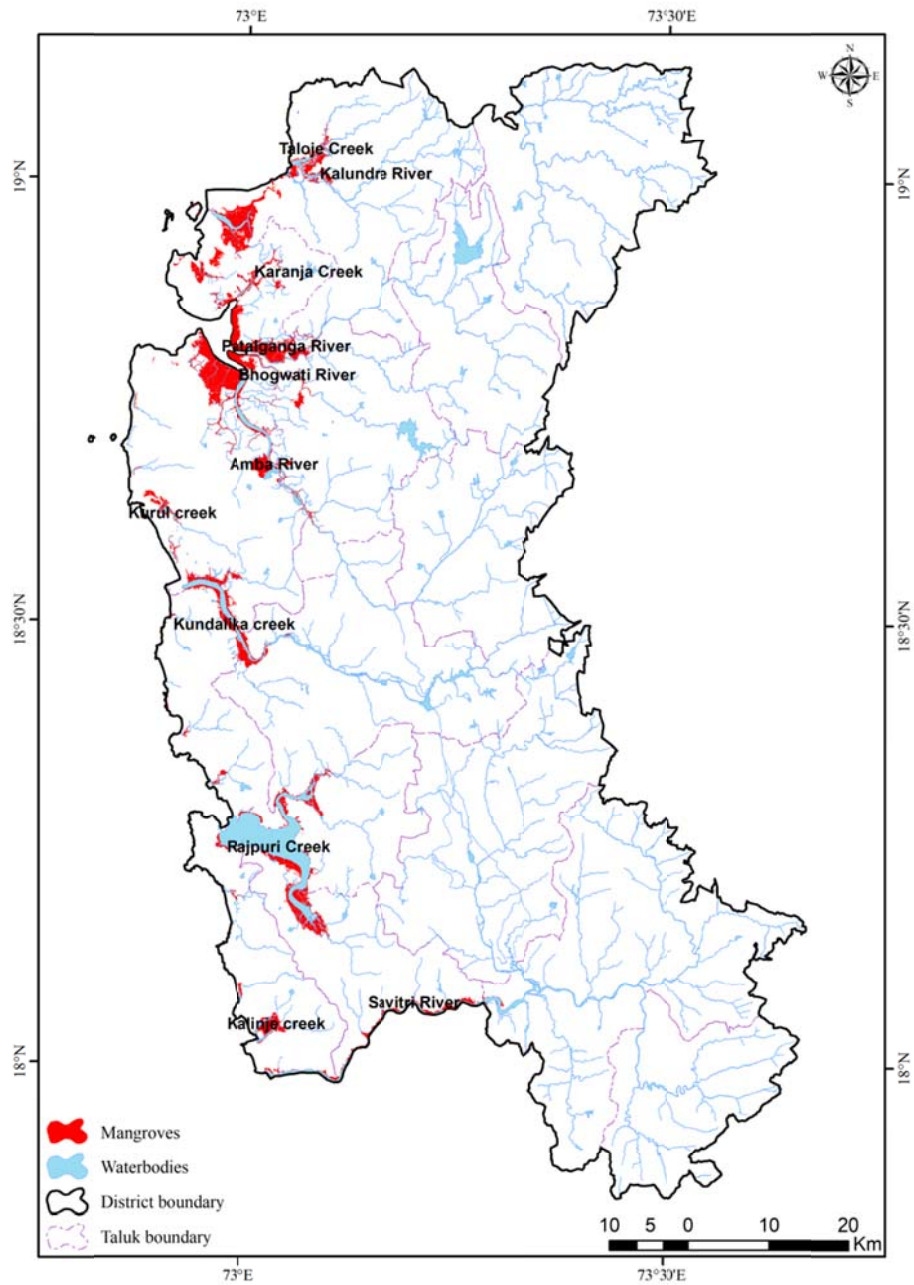 73°E
73°30'E
N
W
E
S
Taloje Creek
Kalundre River
19°N
19°N
Karanja Creek
Patalganga River
Bhogwati River
Amba River
Kurul creek
18°30'N
18°30'N
Kundalika creek
Rajpuri Creek
Savitri River
Kalinje creek
18°N
18°N
Mangroves
Waterbodies
District boundary
Taluk boundary
10 5 0 10 20
Km
73°E
73°30'E